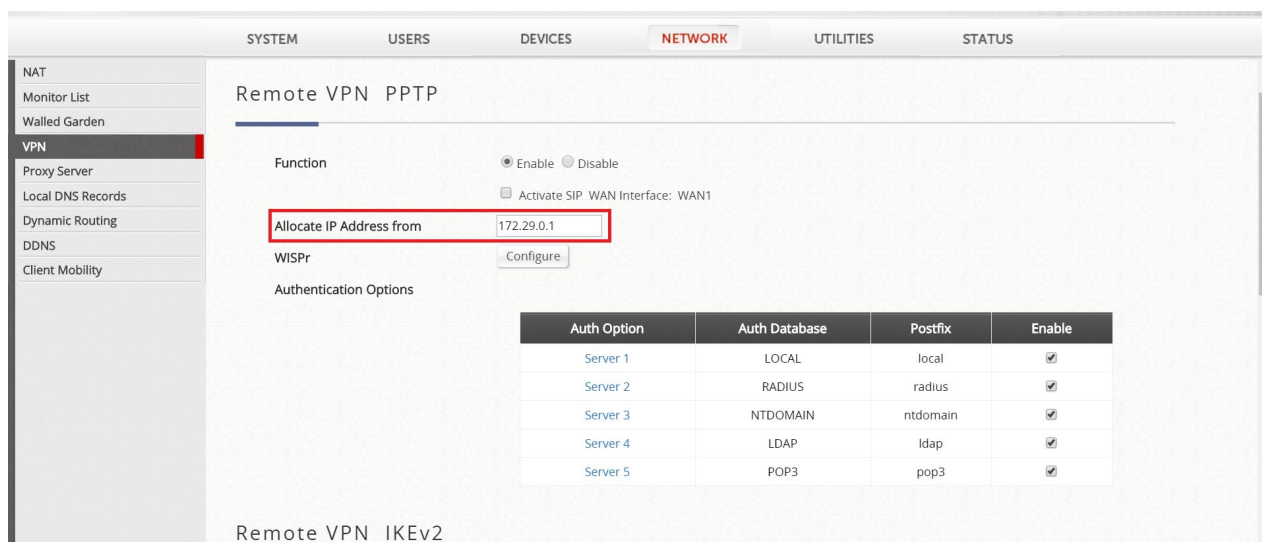 SYSTEM USERS DEVICES NETWORK UTILITIES STATUS
NAT
Monitor List
Walled Garden
VPN
Proxy Server
Local DNS Records
Dynamic Routing
DDNS
Client Mobility
Remote VPN PPTP
Function Enable Disable
Activate SIP WAN Interface: WAN1
Allocate IP Address from 172.29.0.1
WISPr Configure
Authentication Options
Auth Option Auth Database Postfix Enable
Server 1 LOCAL local
Server 2 RADIUS radius
Server 3 NTDOMAIN ntdomain
Server 4 LDAP ldap
Server 5 POP3 pop3
Remote VPN IKEv2